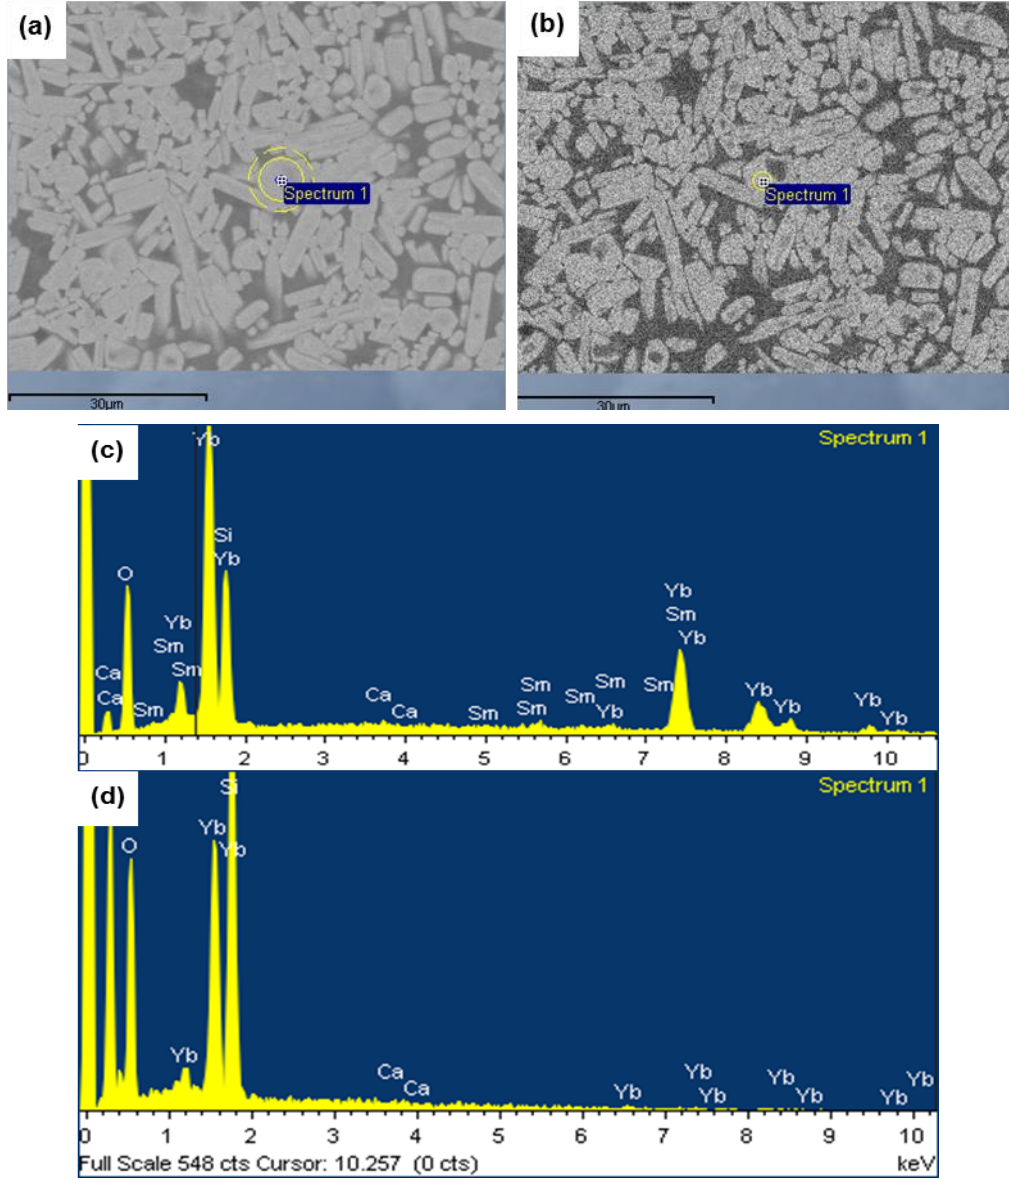 (a)
Spectrum 1
30μm
(b)
Spectrum 1
30μm
(c)
Spectrum 1
Yb
Si
Yb
O
Yb
Sm
Sm
Ca
Ca
Sm
Ca
Ca
Sm
Sm
Sm
Sm
Sm
Yb
Sm
Yb
Sm
Yb
Yb
Yb
Yb
Yb
0 1 2 3 4 5 6 7 8 9 10
(d)
Spectrum 1
Si
Yb
Yb
O
Yb
Ca
Ca
Yb
Yb
Yb
Yb
Yb
Yb
Yb
0 1 2 3 4 5 6 7 8 9 10
Full Scale 548 cts Cursor: 10.257 (0 cts) keV